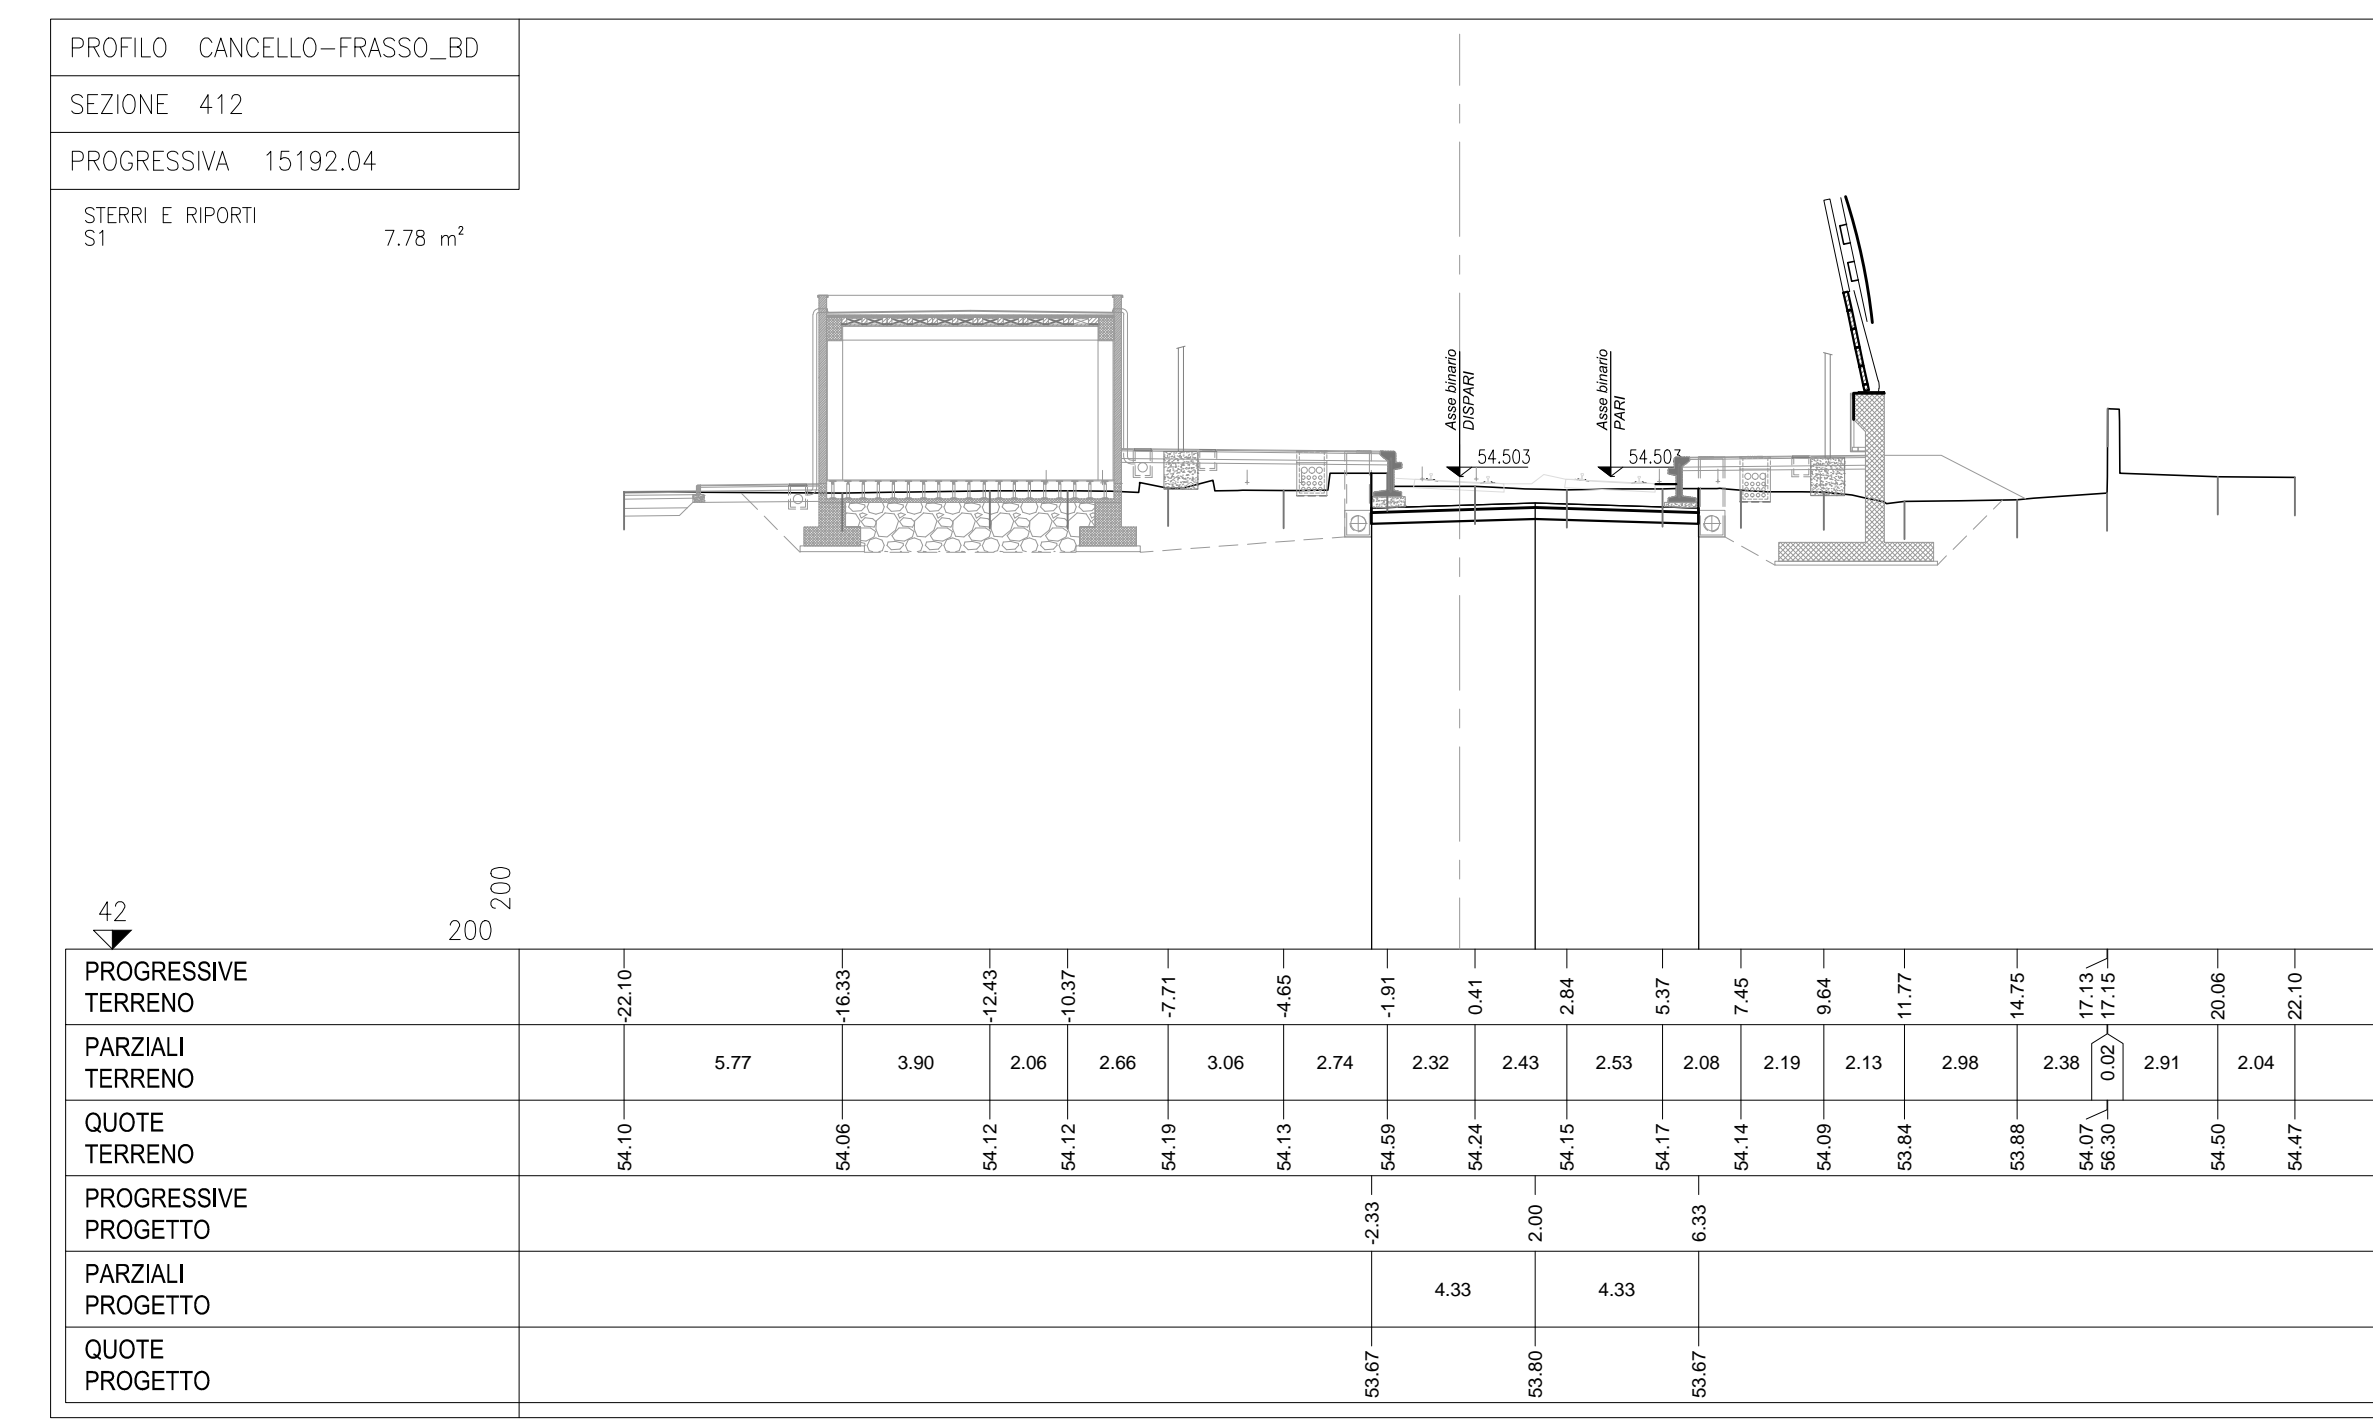 PROFILO CANCELLO-FRASSO_BD
SEZIONE 412
PROGRESSIVA 15192.04
STERRI E RIPORTI
S1 7.78 m²
Asse binario
DISPARI
54.503
Asse binario
PARI
54.503
42
200
200
PROGRESSIVE
TERRENO
-22.10 -16.33 -12.43 -10.37 -7.71 -4.65 -1.91 0.41 2.84 5.37 7.45 9.64 11.77 14.75 17.13 17.15 20.06 22.10
PARZIALI
TERRENO
5.77 3.90 2.06 2.66 3.06 2.74 2.32 2.43 2.53 2.08 2.19 2.13 2.98 2.38 0.02 2.91 2.04
QUOTE
TERRENO
54.10 54.06 54.12 54.12 54.19 54.13 54.59 54.24 54.15 54.17 54.14 54.09 53.84 53.88 54.07 56.30 54.50 54.47
PROGRESSIVE
PROGETTO
-2.33 2.00 6.33
PARZIALI
PROGETTO
4.33 4.33
QUOTE
PROGETTO
53.67 53.80 53.67